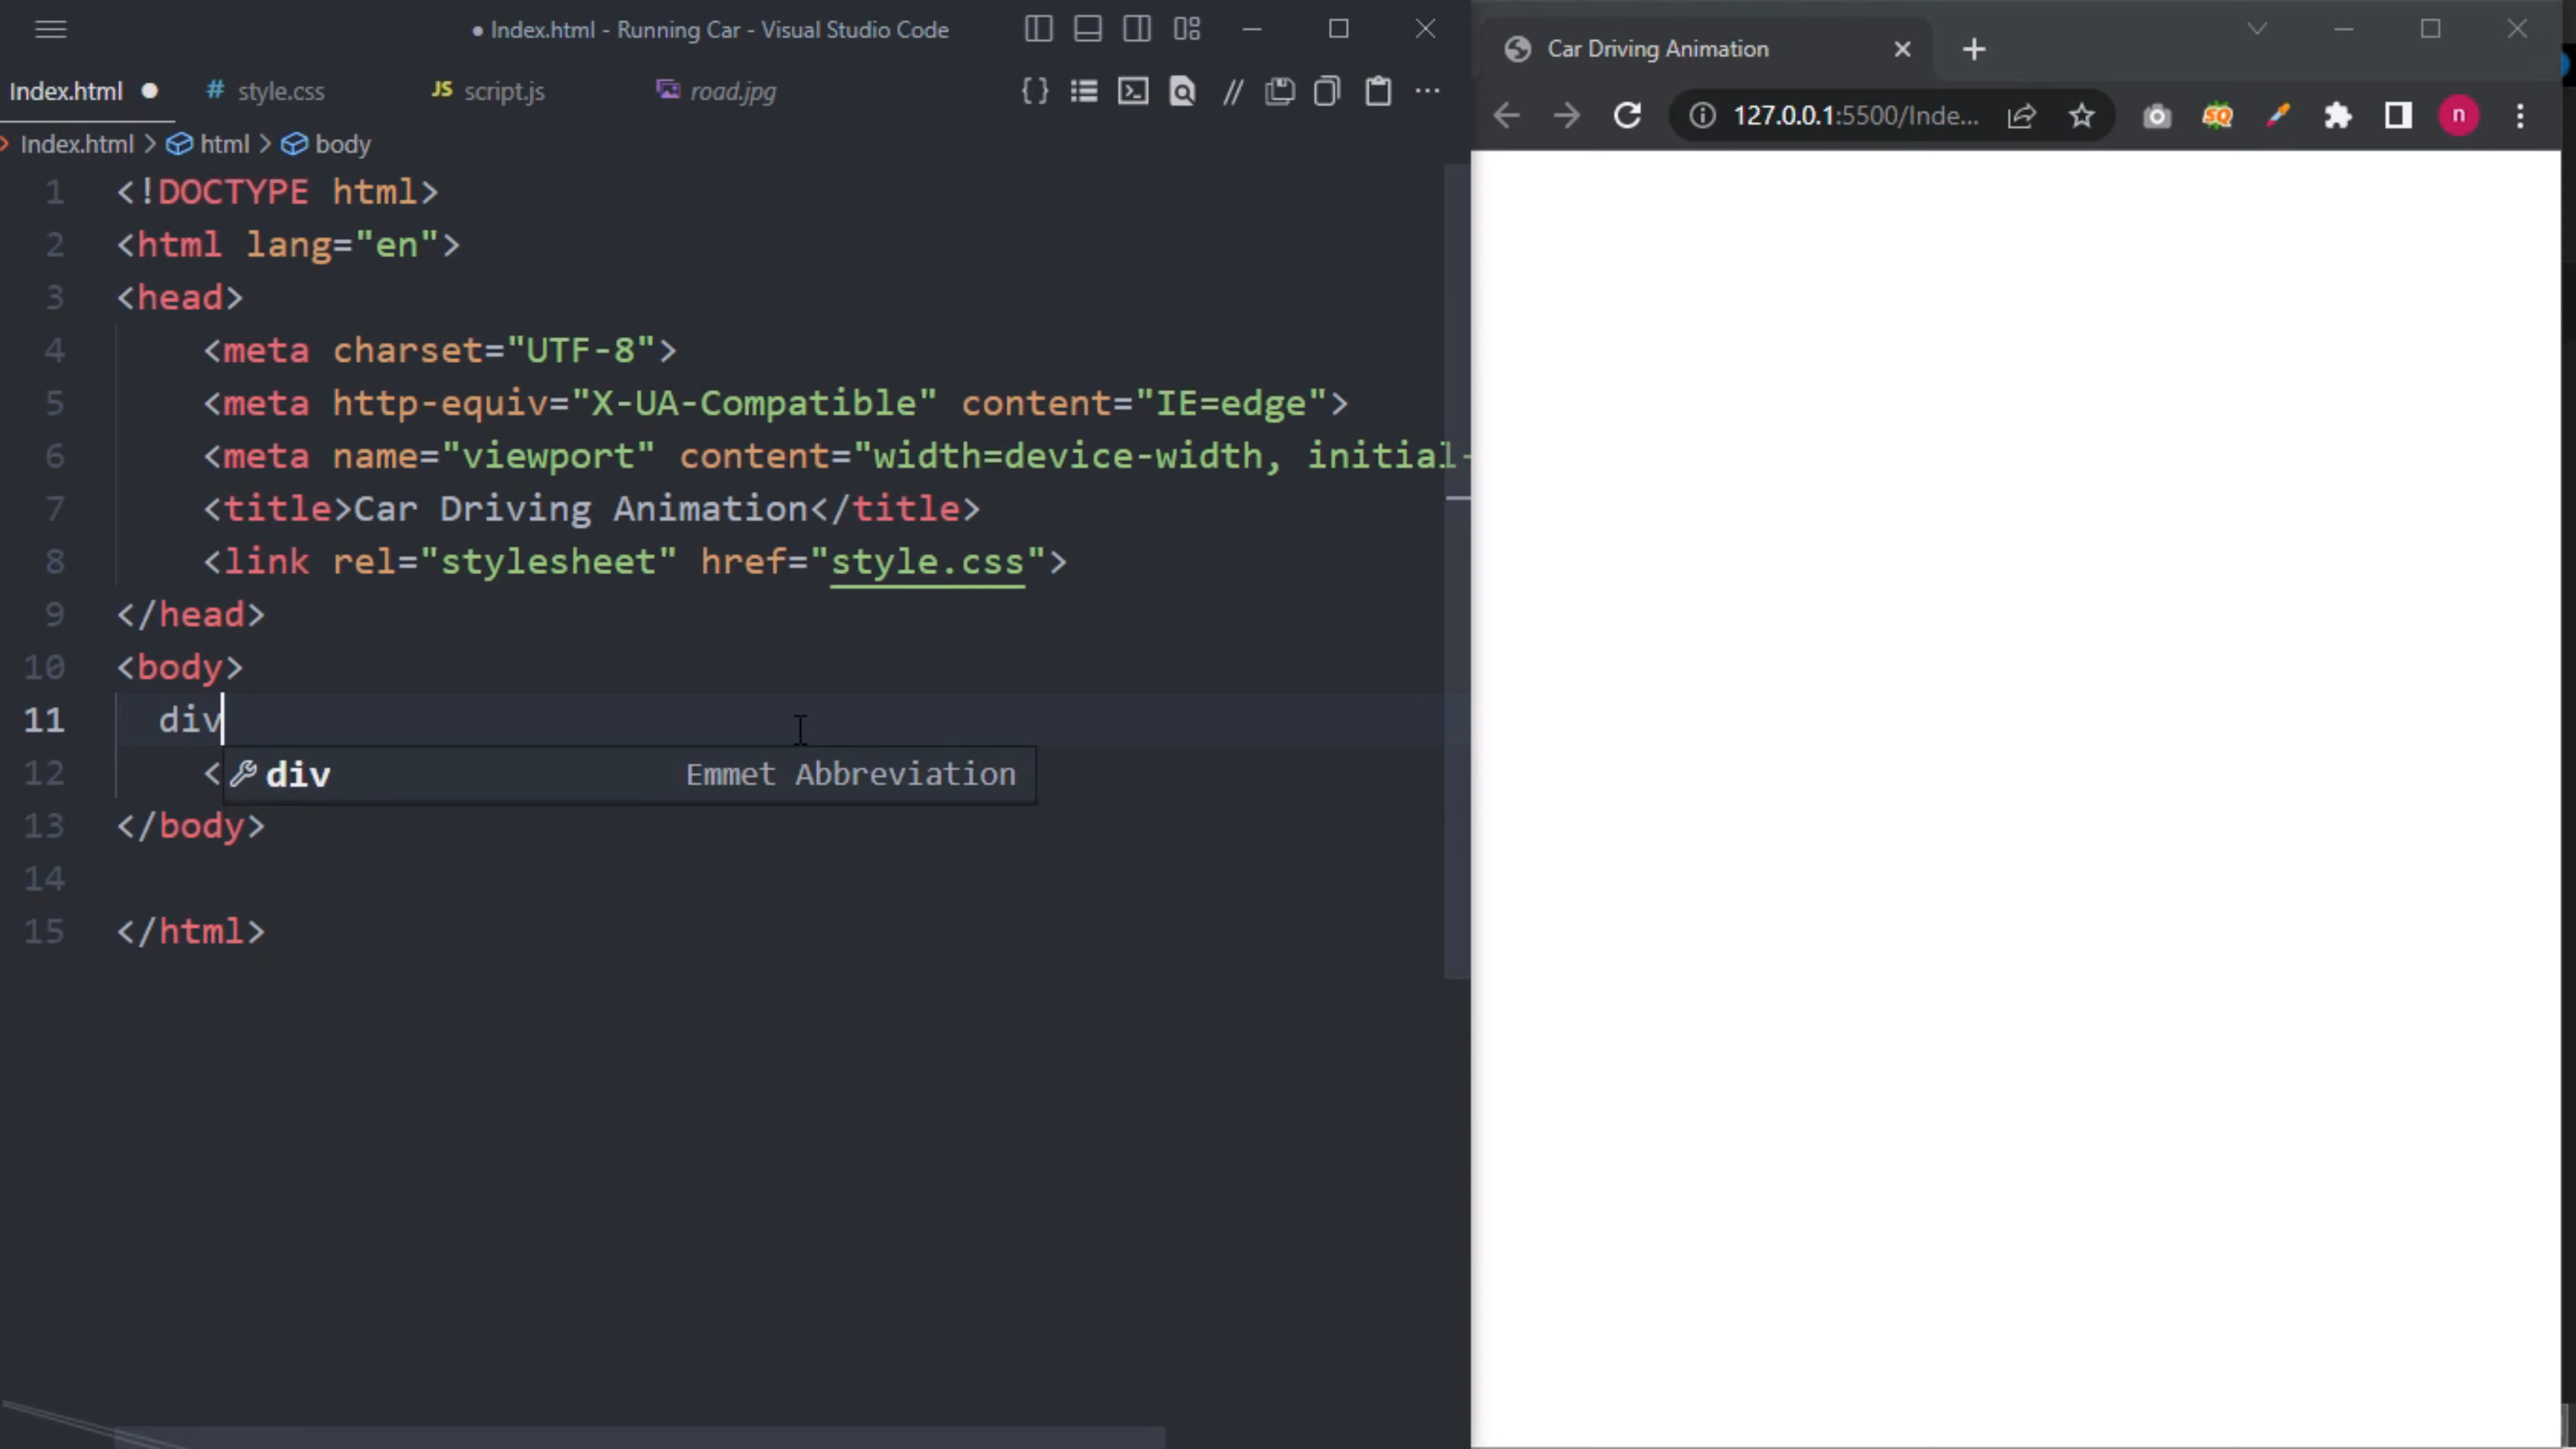 Index.html - Running Car - Visual Studio Code
Index.html
# style.css
JS script.js
road.jpg
Index.html > html > body
1 <!DOCTYPE html>
2 <html lang="en">
3 <head>
4 <meta charset="UTF-8">
5 <meta http-equiv="X-UA-Compatible" content="IE=edge">
6 <meta name="viewport" content="width=device-width, initial-
7 <title>Car Driving Animation</title>
8 <link rel="stylesheet" href="style.css">
9 </head>
10 <body>
11 div
12 <
div Emmet Abbreviation
13 </body>
14
15 </html>
Car Driving Animation
127.0.0.1:5500/Inde...
SQ
n